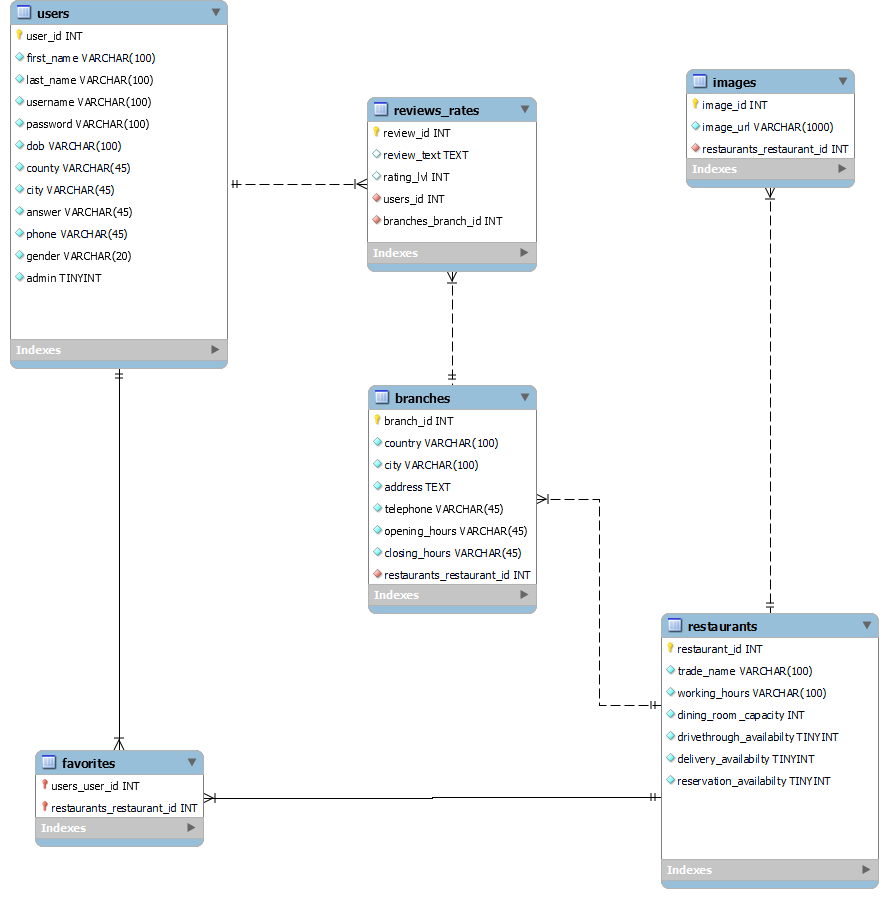 users
user_id INT
first_name VARCHAR(100)
last_name VARCHAR(100)
username VARCHAR(100)
password VARCHAR(100)
dob VARCHAR(100)
county VARCHAR(45)
city VARCHAR(45)
answer VARCHAR(45)
phone VARCHAR(45)
gender VARCHAR(20)
admin TINYINT
Indexes
reviews_rates
review_id INT
review_text TEXT
rating_lvl INT
users_id INT
branches_branch_id INT
Indexes
images
image_id INT
image_url VARCHAR(1000)
restaurants_restaurant_id INT
Indexes
branches
branch_id INT
country VARCHAR(100)
city VARCHAR(100)
address TEXT
telephone VARCHAR(45)
opening_hours VARCHAR(45)
closing_hours VARCHAR(45)
restaurants_restaurant_id INT
Indexes
restaurants
restaurant_id INT
trade_name VARCHAR(100)
working_hours VARCHAR(100)
dining_room_capacity INT
drivethrough_availabilty TINYINT
delivery_availabilty TINYINT
reservation_availabilty TINYINT
Indexes
favorites
users_user_id INT
restaurants_restaurant_id INT
Indexes